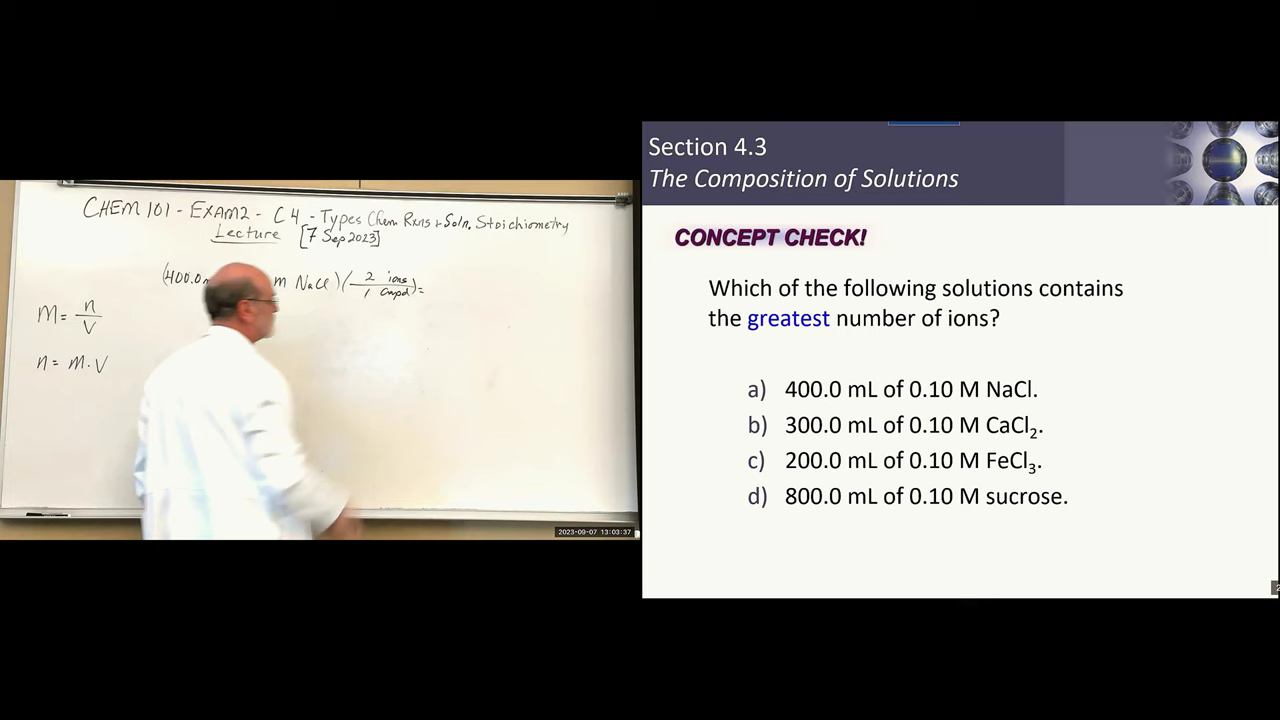 CHEM 101 - EXAM2 - C4 - Types Chem Rxns + Soln. Stoichiometry
Lecture [7 Sep 2023]
(400.0 m NaCl)(2 ions / 1 cmpd)=
M = n / V
n = M · V
2023-09-07 13:03:37
Section 4.3
The Composition of Solutions
CONCEPT CHECK!
Which of the following solutions contains
the greatest number of ions?
a) 400.0 mL of 0.10 M NaCl.
b) 300.0 mL of 0.10 M CaCl₂.
c) 200.0 mL of 0.10 M FeCl₃.
d) 800.0 mL of 0.10 M sucrose.